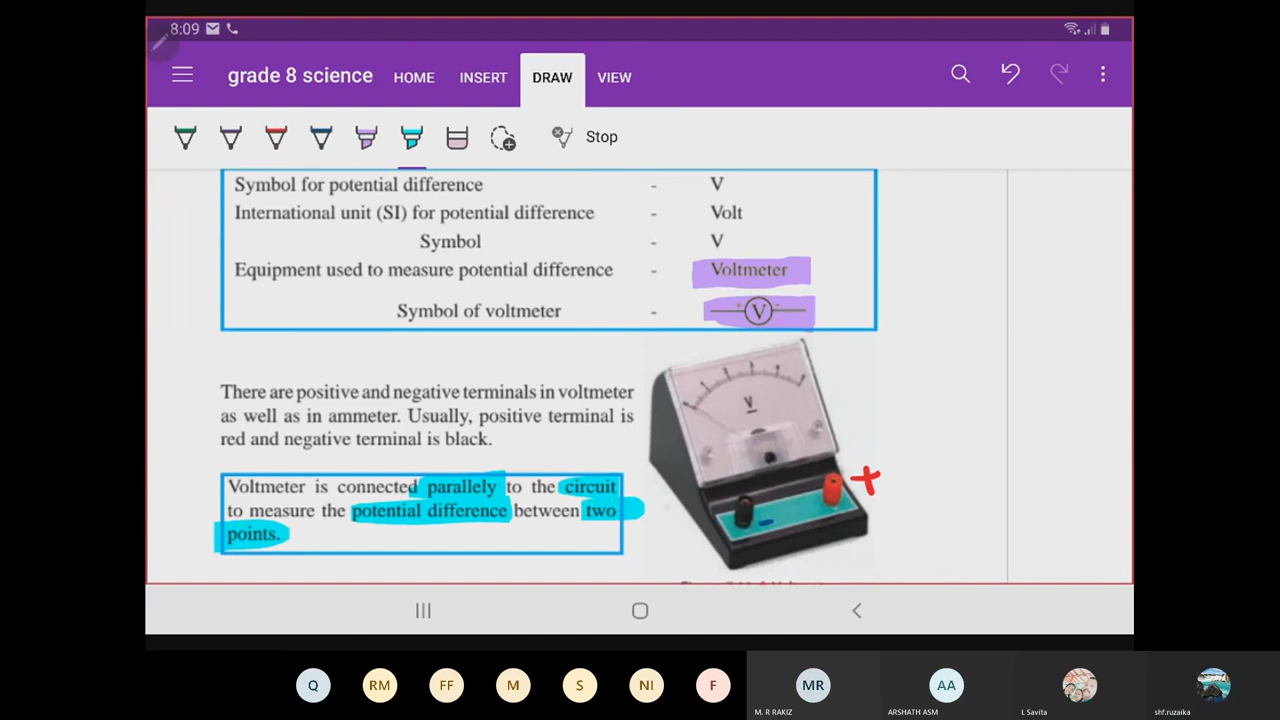 8:09
grade 8 science HOME INSERT DRAW VIEW
Stop
Symbol for potential difference - V
International unit (SI) for potential difference - Volt
Symbol - V
Equipment used to measure potential difference - Voltmeter
Symbol of voltmeter - + V -
There are positive and negative terminals in voltmeter
as well as in ammeter. Usually, positive terminal is
red and negative terminal is black.
V
+
Voltmeter is connected parallely to the circuit
to measure the potential difference between two
points.
Q RM FF M S NI F MR AA
M. R RAKIZ ARSHATH ASM L Savita shf.ruzaika